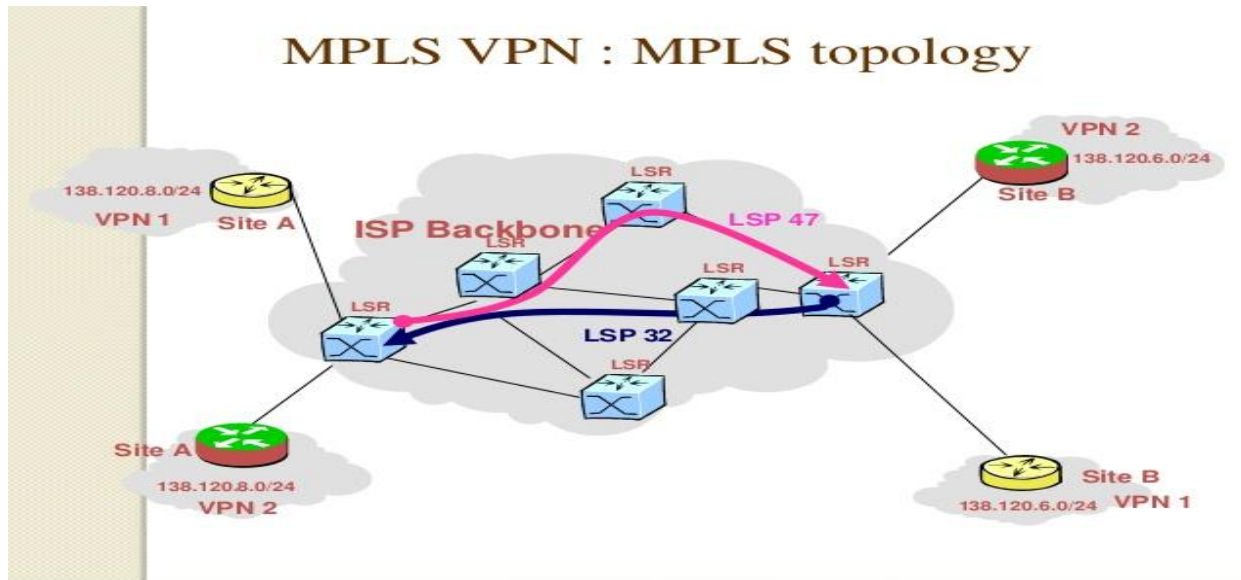 MPLS VPN : MPLS topology
VPN 2
138.120.6.0/24
Site B
LSR
138.120.8.0/24
VPN 1
Site A
ISP Backbone
LSP 47
LSR
LSR
LSR
LSR
LSP 32
LSR
Site A
138.120.8.0/24
VPN 2
Site B
138.120.6.0/24
VPN 1